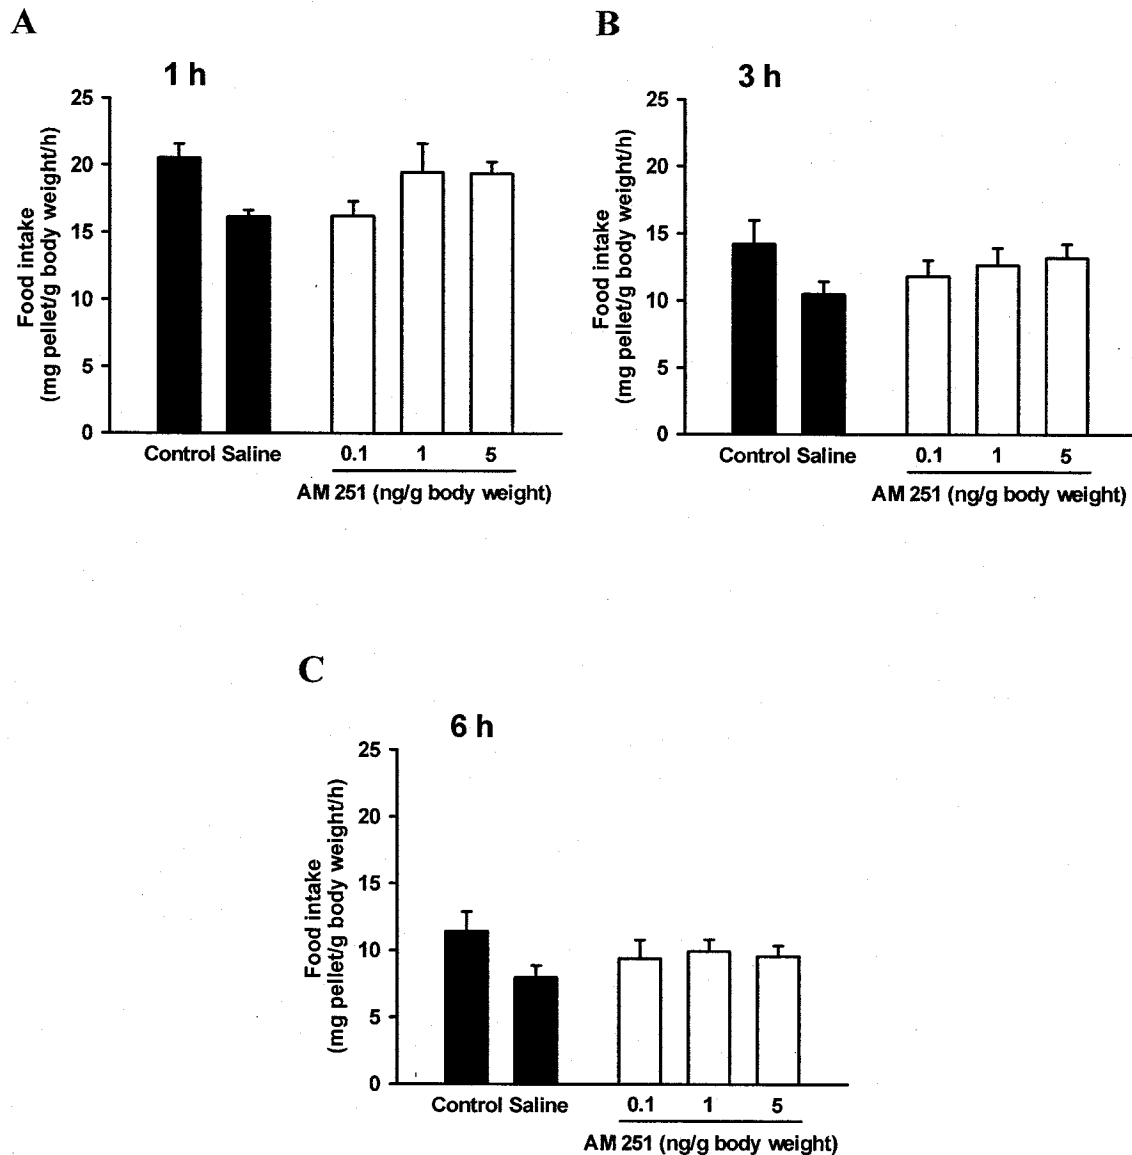 A
1 h
Food intake
(mg pellet/g body weight/h)
25
20
15
10
5
0
Control Saline
0.1 1 5
AM 251 (ng/g body weight)
B
3 h
Food intake
(mg pellet/g body weight/h)
25
20
15
10
5
0
Control Saline
0.1 1 5
AM 251 (ng/g body weight)
C
6 h
Food intake
(mg pellet/g body weight/h)
25
20
15
10
5
0
Control Saline
0.1 1 5
AM 251 (ng/g body weight)